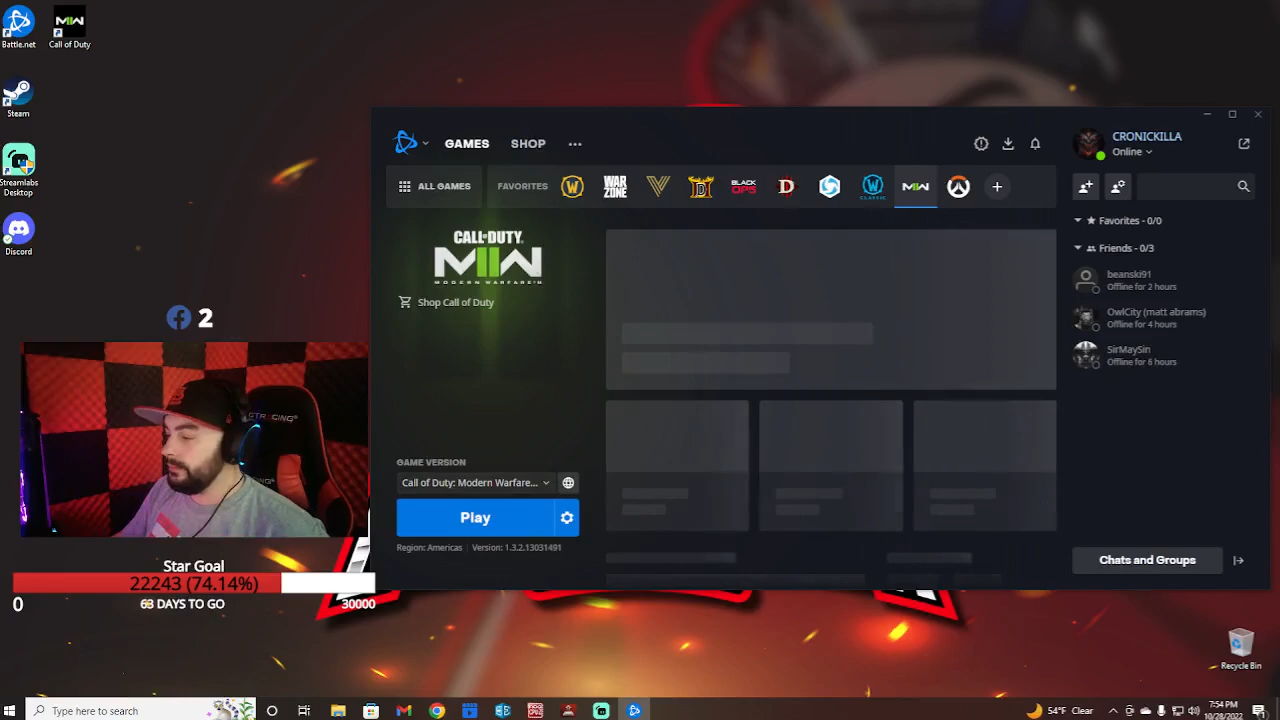 Battle.net
Call of Duty
Steam
Streamlabs
Desktop
Discord
2
Star Goal
22243 (74.14%)
0
63 DAYS TO GO
30000
GAMES
SHOP
ALL GAMES
FAVORITES
WAR
ZONE
BLACK
OPS
CLASSIC
MW
CALL OF DUTY
MW
MODERN WARFARE II
Shop Call of Duty
GAME VERSION
Call of Duty: Modern Warfare...
Play
Region: Americas | Version: 1.3.2.13031491
CRONICKILLA
Online
Favorites - 0/0
Friends - 0/3
beanski91
Offline for 2 hours
OwlCity (matt abrams)
Offline for 4 hours
SirMaySin
Offline for 6 hours
Chats and Groups
Recycle Bin
Type here to search
54°F Clear
7:54 PM
10/28/2022